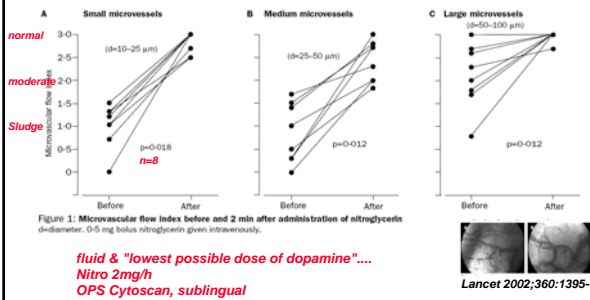 A Small microvessels
B Medium microvessels
C Large microvessels
normal
moderate
Sludge
Microvascular flow index
3·0
2·5
2·0
1·5
1·0
0·5
0
(d=10–25 μm)
p=0·018
n=8
Before After
(d=25–50 μm)
p=0·012
Before After
(d=50–100 μm)
p=0·012
Before After
Figure 1: Microvascular flow index before and 2 min after administration of nitroglycerin
d=diameter. 0·5 mg bolus nitroglycerin given intravenously.
fluid & "lowest possible dose of dopamine"....
Nitro 2mg/h
OPS Cytoscan, sublingual
Lancet 2002;360:1395-